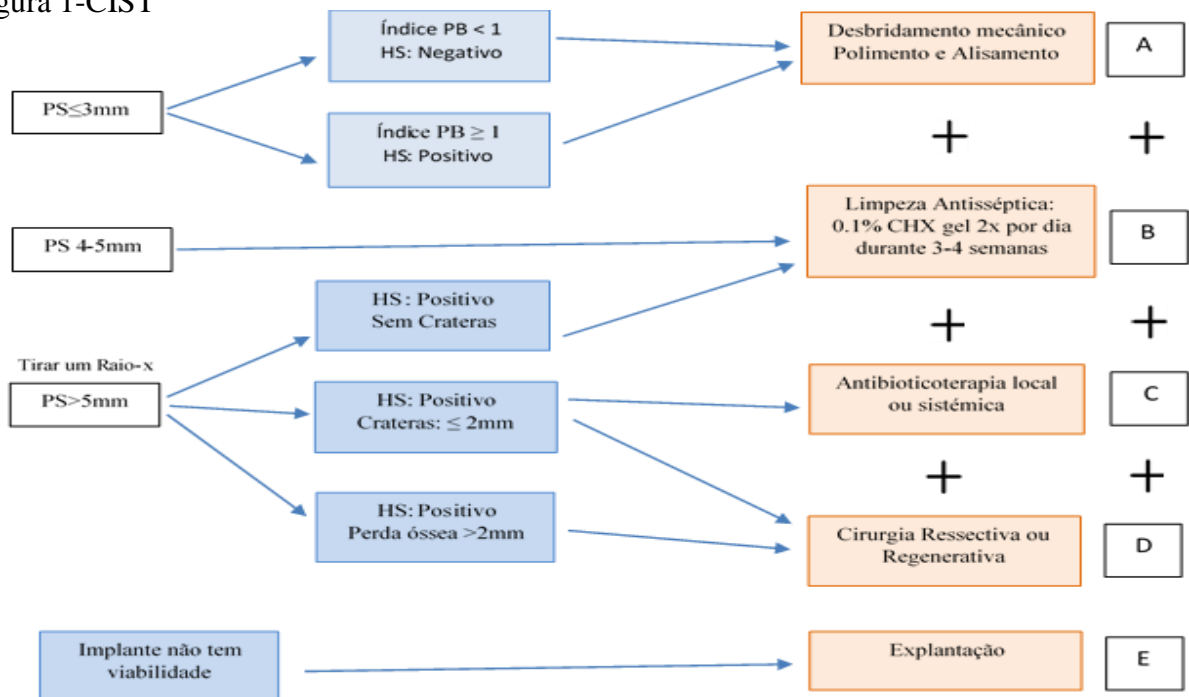 gura 1-CIST
Índice PB < 1
HS: Negativo
Desbridamento mecânico
Polimento e Alisamento
A
PS≤3mm
+
+
Índice PB ≥ 1
HS: Positivo
Limpeza Antisséptica:
0.1% CHX gel 2x por dia
durante 3-4 semanas
B
PS 4-5mm
HS : Positivo
Sem Crateras
+
+
Tirar um Raio-x
PS>5mm
HS: Positivo
Crateras: ≤ 2mm
Antibioticoterapia local
ou sistémica
C
+
+
HS: Positivo
Perda óssea >2mm
Cirurgia Ressectiva ou
Regenerativa
D
Implante não tem
viabilidade
Explantação
E